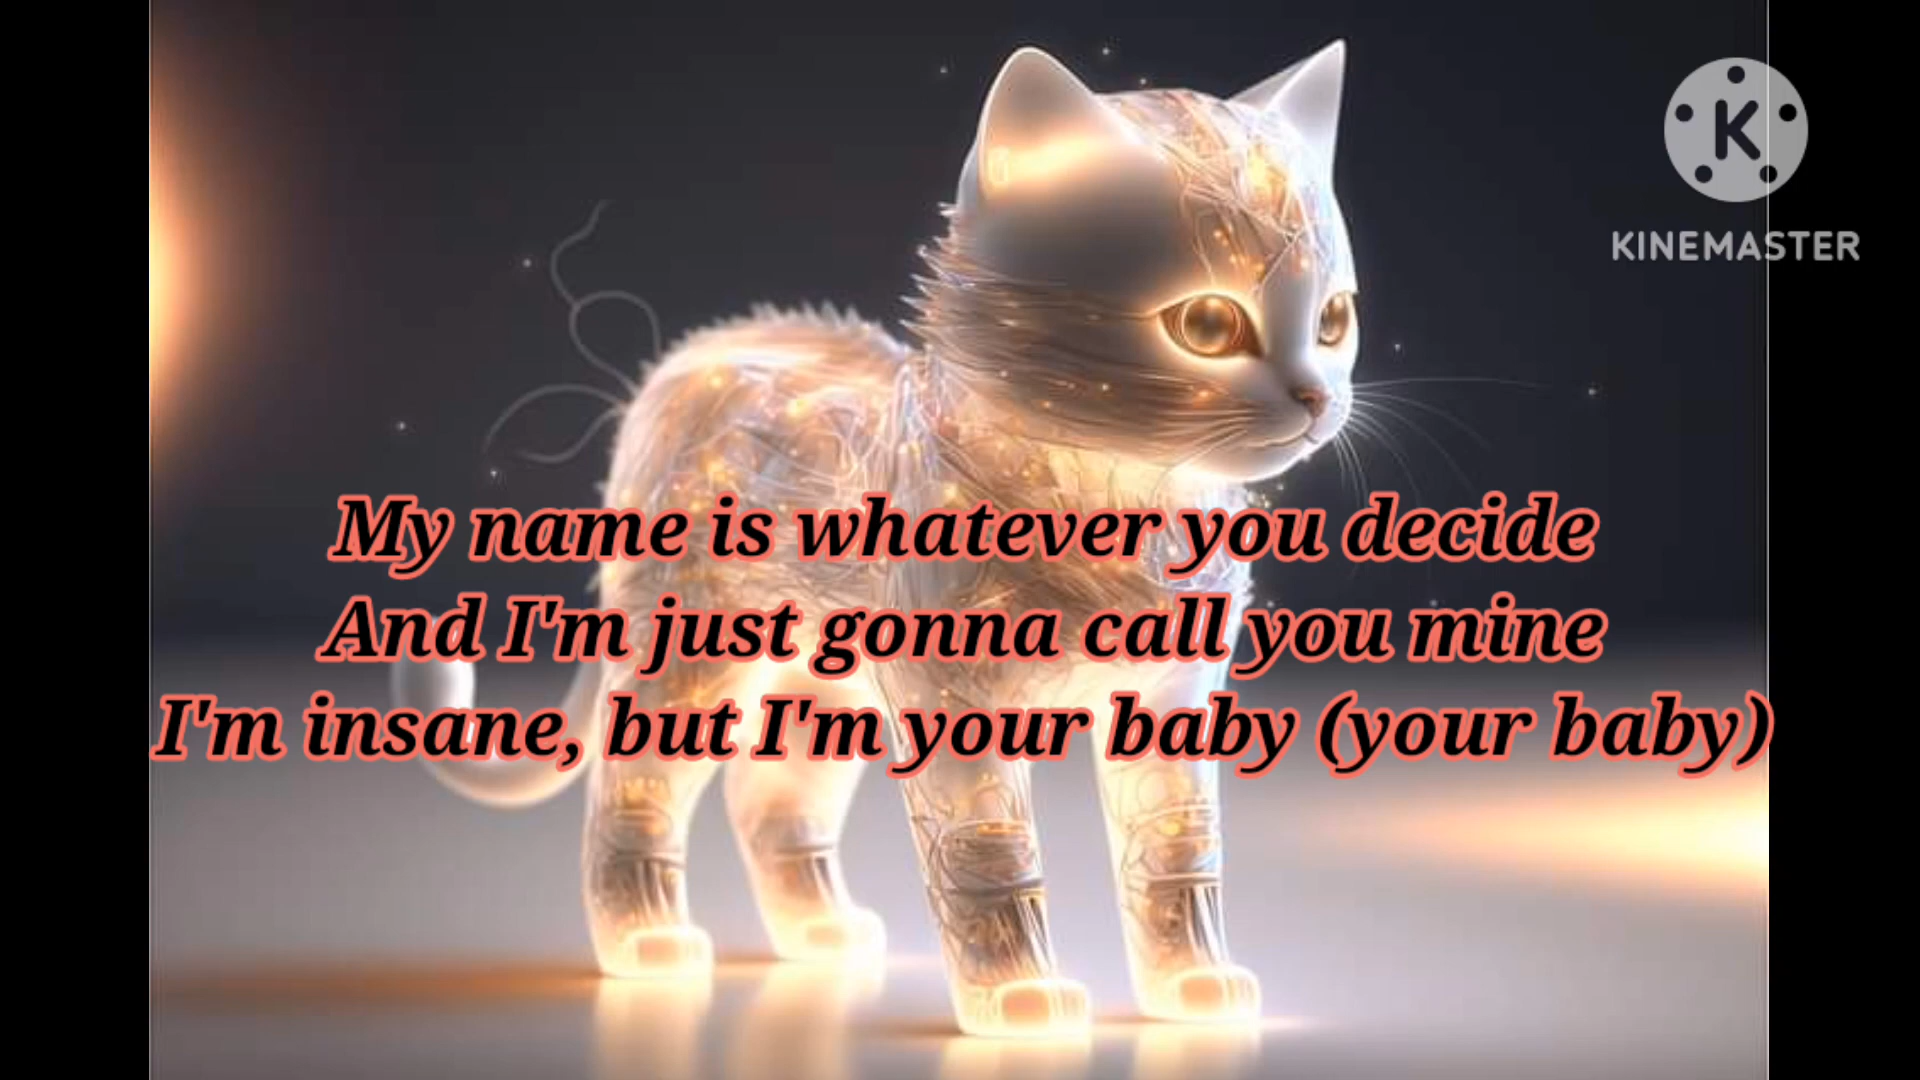 K
KINEMASTER
My name is whatever you decide
And I'm just gonna call you mine
I'm insane, but I'm your baby (your baby)